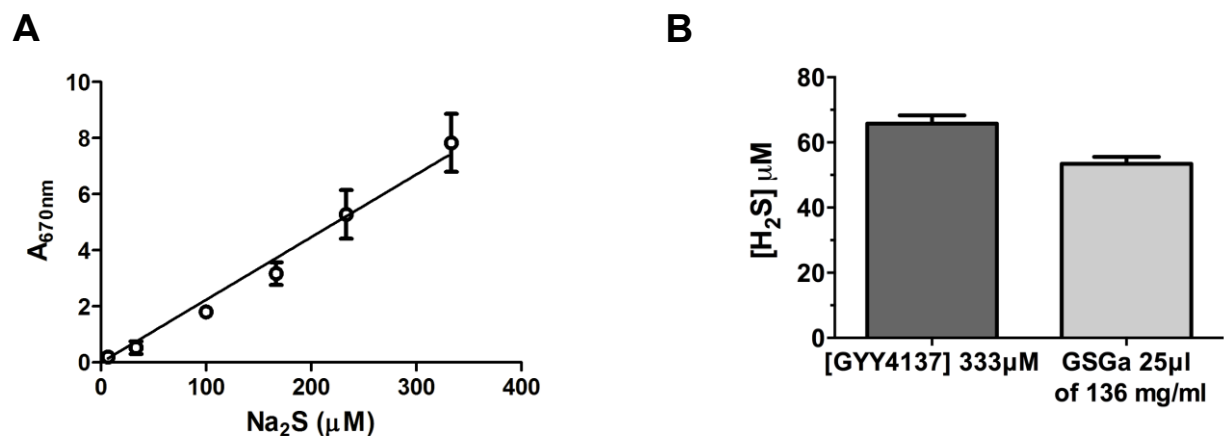 A
10
8
6
4
2
0
A670nm
0 100 200 300 400
Na2S (μM)
B
80
60
40
20
0
[H2S] μM
[GYY4137] 333μM
GSGa 25μl
of 136 mg/ml